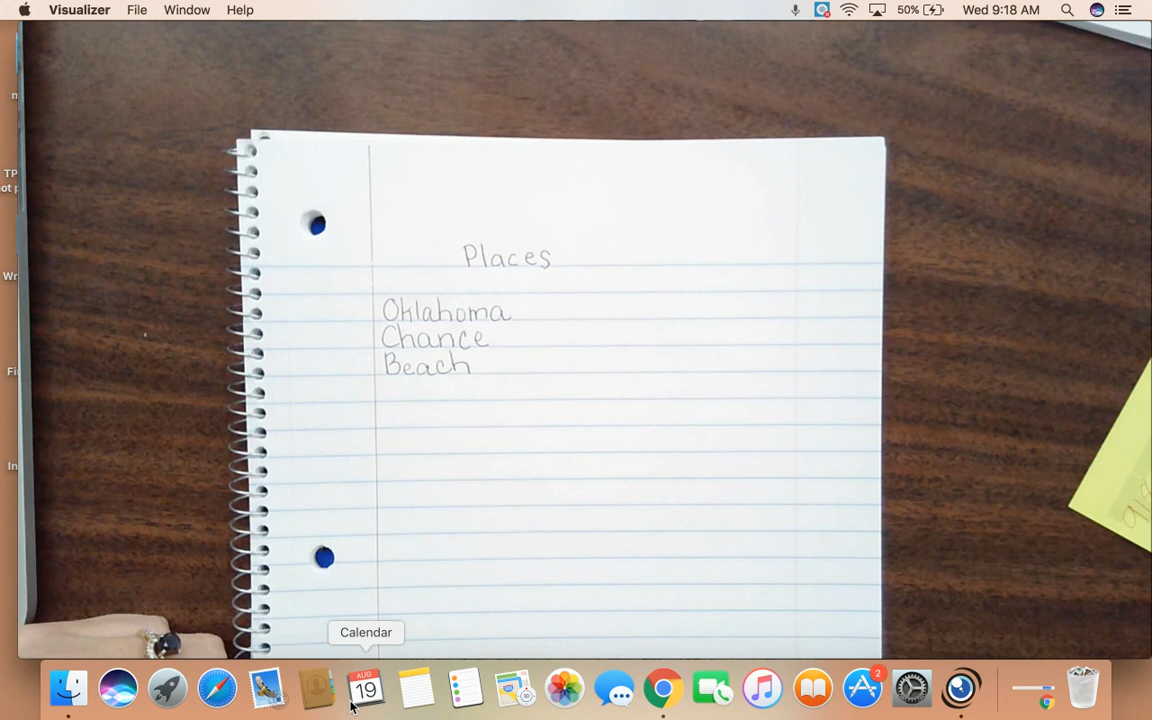 Visualizer File Window Help 50% Wed 9:18 AM
Places
Oklahoma
Chance
Beach
Calendar
AUG
19
2